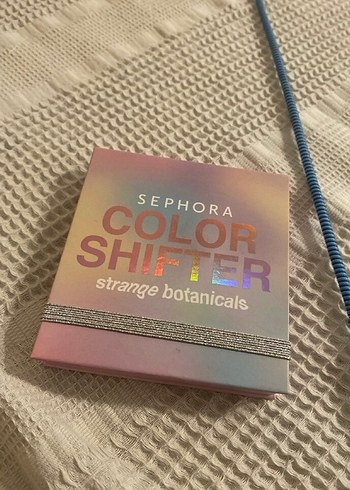 SEPHORA
COLOR
SHIFTER
strange botanicals